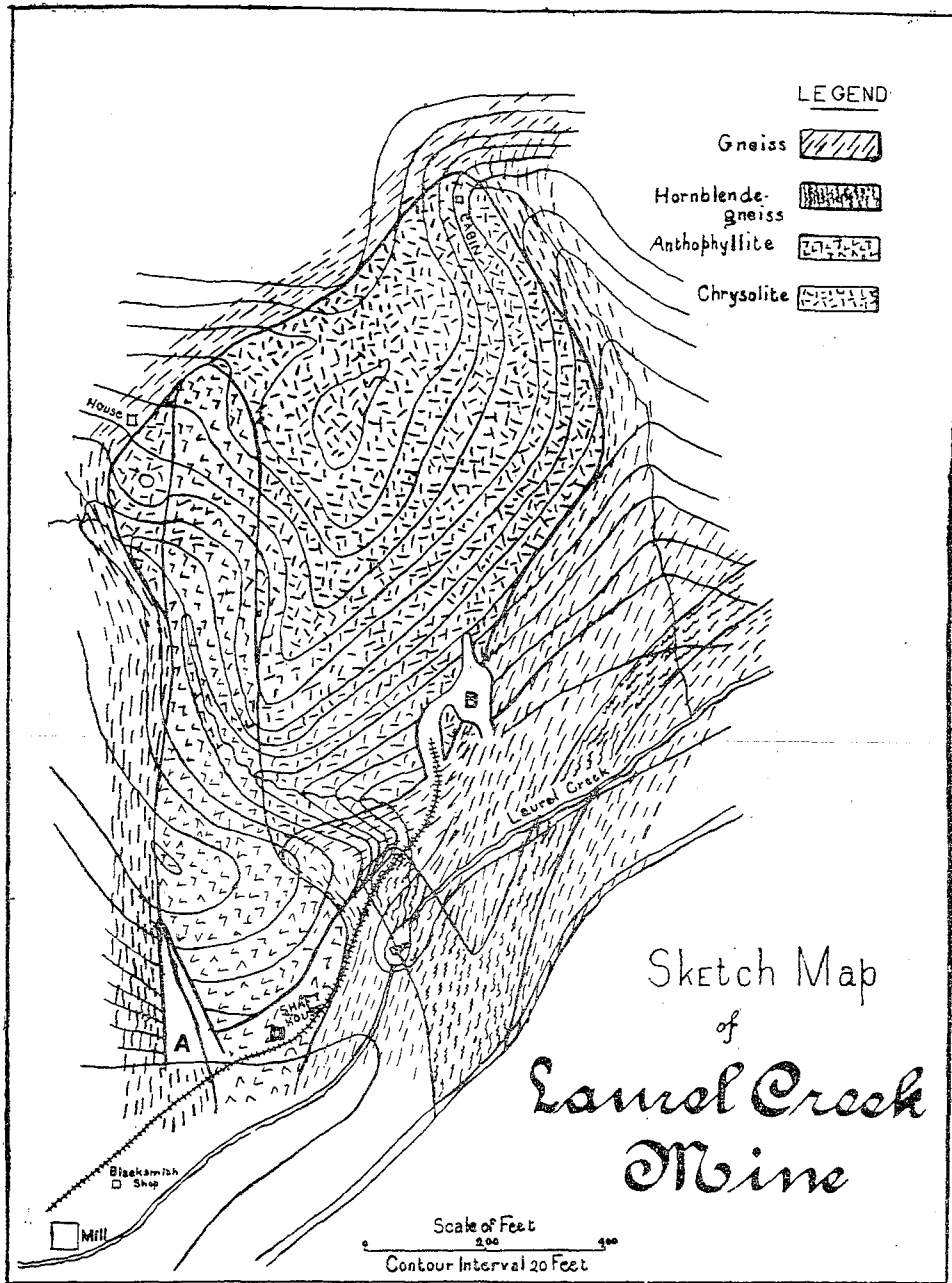 LEGEND
Gneiss
Hornblende-
gneiss
Anthophyllite
Chrysolite
CABIN
House
B
Laurel Creek
SHAFT
HOUSE
A
Sketch Map
of
Laurel Creek
Mine
Blacksmith
Shop
Mill
Scale of Feet
0 200 400
Contour Interval 20 Feet